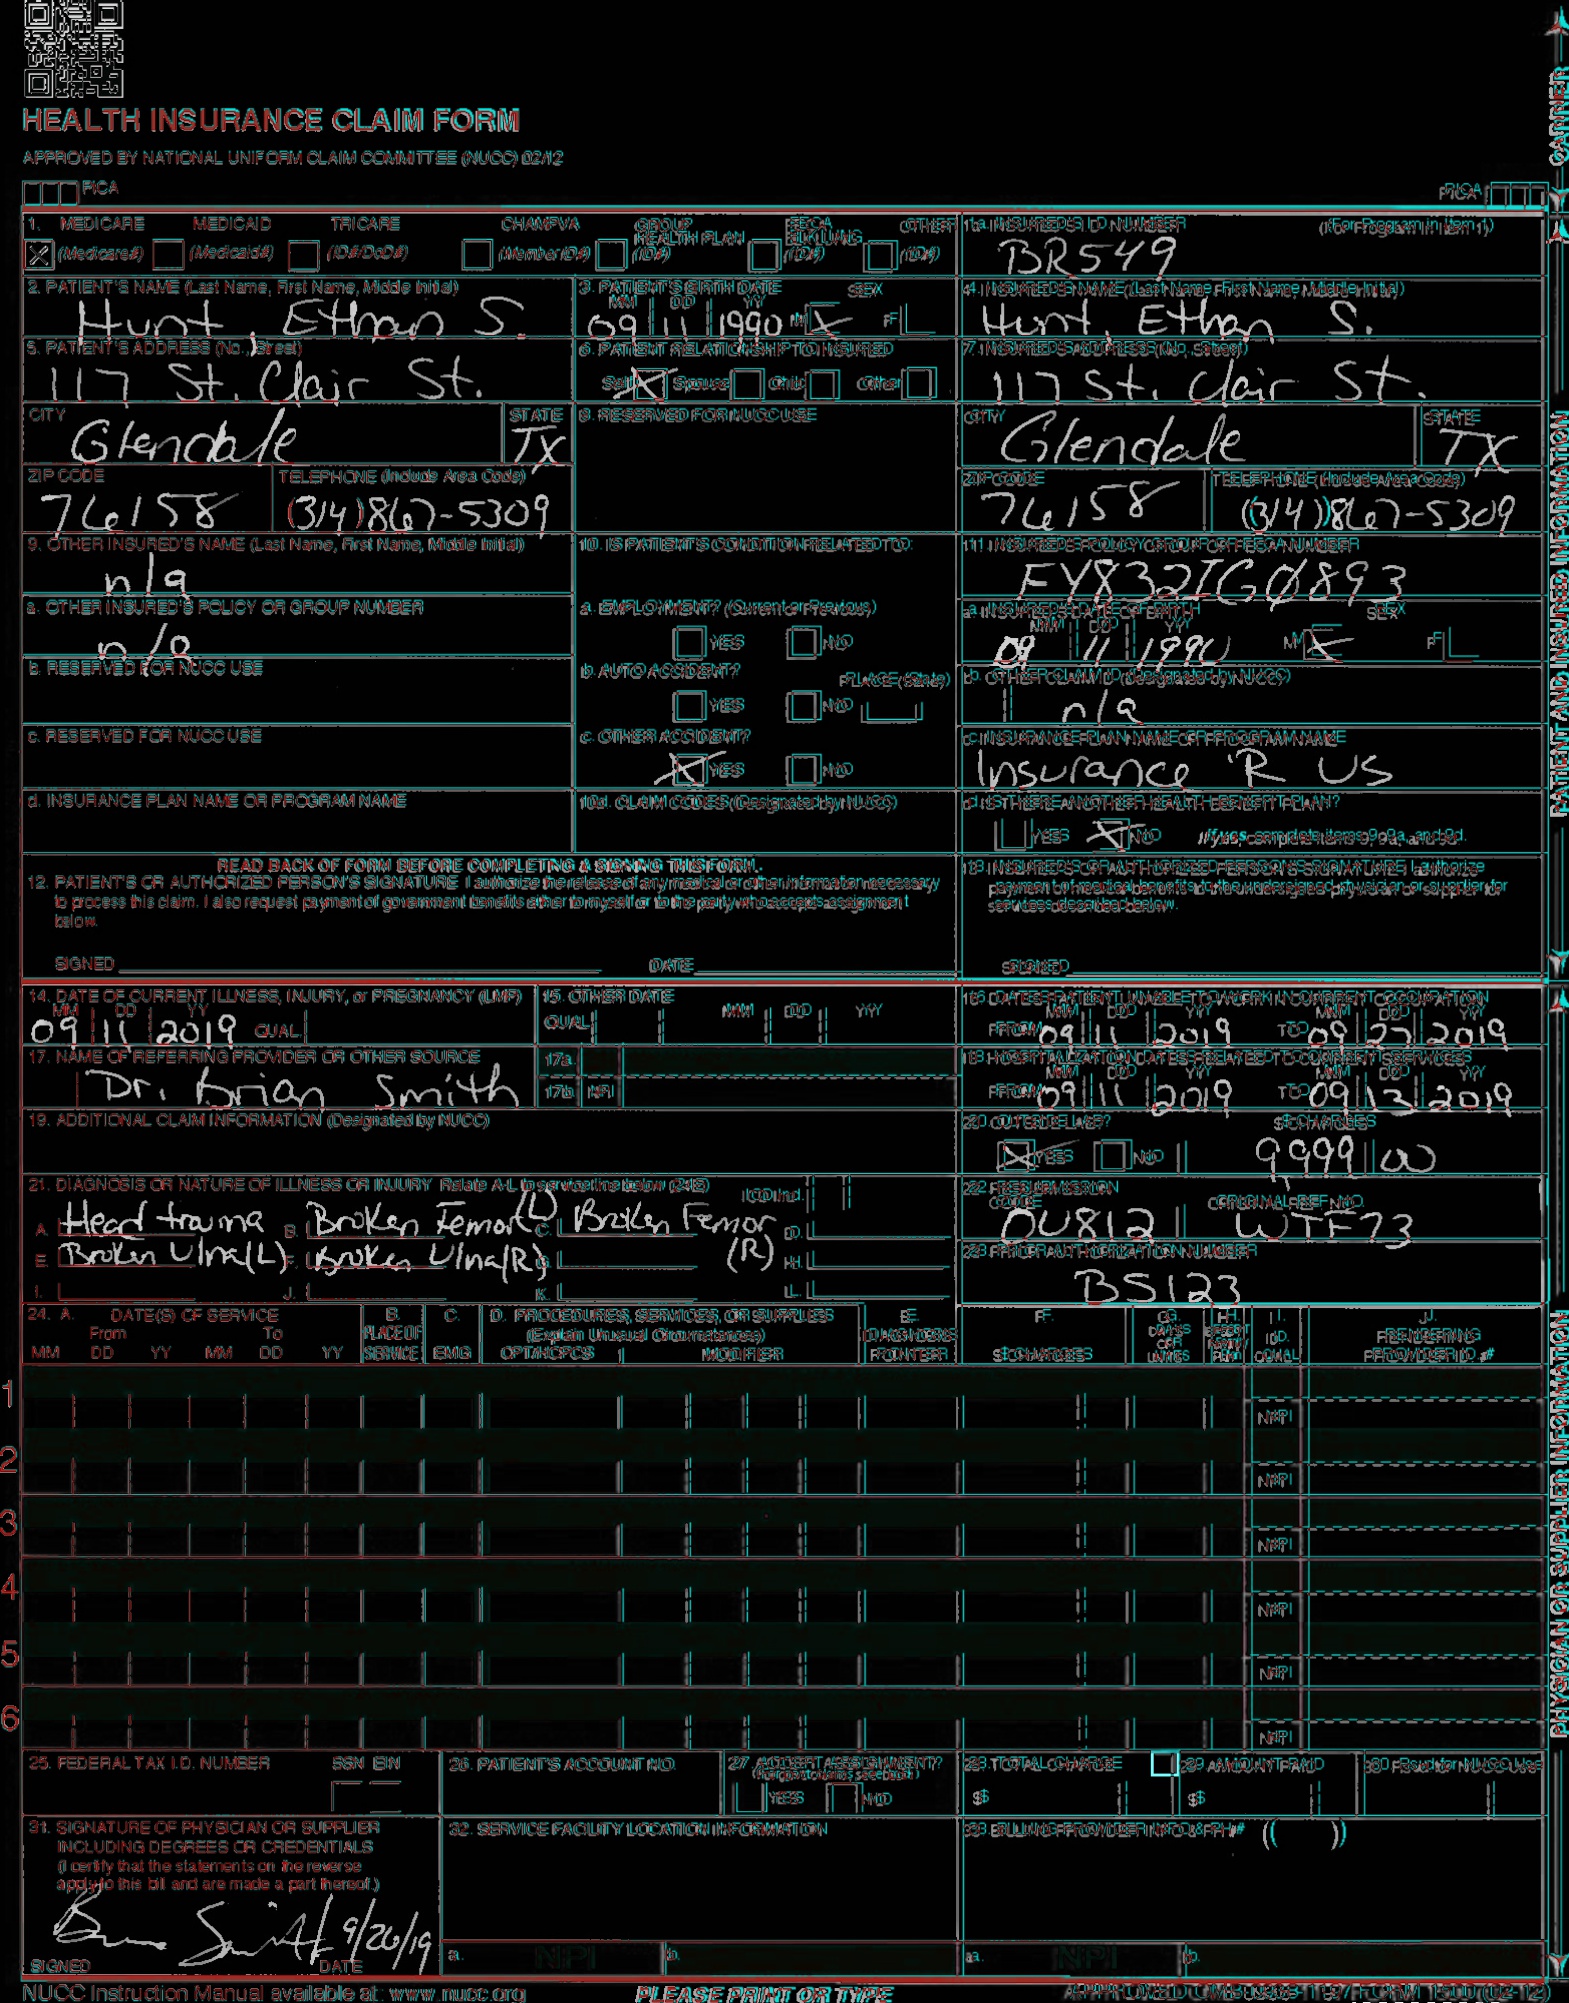 HEALTH INSURANCE CLAIM FORM
APPROVED BY NATIONAL UNIFORM CLAIM COMMITTEE (NUCC) 02/12
PICA
PICA
CARRIER
1. MEDICARE MEDICAID TRICARE CHAMPVA GROUP HEALTH PLAN FECA BLK LUNG OTHER
(Medicare#) (Medicaid#) (ID#/DoD#) (Member ID#) (ID#) (ID#) (ID#)
1a. INSURED'S I.D. NUMBER (For Program in Item 1)
BR549
2. PATIENT'S NAME (Last Name, First Name, Middle Initial)
Hunt, Ethan S.
3. PATIENT'S BIRTH DATE SEX
MM DD YY
09 11 1990 M X F
4. INSURED'S NAME (Last Name, First Name, Middle Initial)
Hunt, Ethan S.
5. PATIENT'S ADDRESS (No., Street)
117 St. Clair St.
6. PATIENT RELATIONSHIP TO INSURED
Self X Spouse Child Other
7. INSURED'S ADDRESS (No., Street)
117 St. Clair St.
CITY STATE
Glendale TX
8. RESERVED FOR NUCC USE
CITY STATE
Glendale TX
ZIP CODE TELEPHONE (Include Area Code)
76158 (314)867-5309
ZIP CODE TELEPHONE (Include Area Code)
76158 (314)867-5309
9. OTHER INSURED'S NAME (Last Name, First Name, Middle Initial)
n/a
10. IS PATIENT'S CONDITION RELATED TO:
11. INSURED'S POLICY GROUP OR FECA NUMBER
FY832IGØ893
a. OTHER INSURED'S POLICY OR GROUP NUMBER
n/a
a. EMPLOYMENT? (Current or Previous)
YES NO
a. INSURED'S DATE OF BIRTH SEX
MM DD YY
09 11 1990 M X F
b. RESERVED FOR NUCC USE
b. AUTO ACCIDENT? PLACE (State)
YES NO
b. OTHER CLAIM ID (Designated by NUCC)
n/a
c. RESERVED FOR NUCC USE
c. OTHER ACCIDENT?
X YES NO
c. INSURANCE PLAN NAME OR PROGRAM NAME
Insurance 'R US
d. INSURANCE PLAN NAME OR PROGRAM NAME
10d. CLAIM CODES (Designated by NUCC)
d. IS THERE ANOTHER HEALTH BENEFIT PLAN?
YES X NO If yes, complete items 9, 9a, and 9d.
READ BACK OF FORM BEFORE COMPLETING & SIGNING THIS FORM.
12. PATIENT'S OR AUTHORIZED PERSON'S SIGNATURE I authorize the release of any medical or other information necessary
to process this claim. I also request payment of government benefits either to myself or to the party who accepts assignment
below.
SIGNED DATE
13. INSURED'S OR AUTHORIZED PERSON'S SIGNATURE I authorize
payment of medical benefits to the undersigned physician or supplier for
services described below.
SIGNED
PATIENT AND INSURED INFORMATION
14. DATE OF CURRENT ILLNESS, INJURY, or PREGNANCY (LMP)
MM DD YY
09 11 2019 QUAL.
15. OTHER DATE
QUAL. MM DD YY
16. DATES PATIENT UNABLE TO WORK IN CURRENT OCCUPATION
MM DD YY MM DD YY
FROM 09 11 2019 TO 09 27 2019
17. NAME OF REFERRING PROVIDER OR OTHER SOURCE
Dr. Brian Smith
17a.
17b. NPI
18. HOSPITALIZATION DATES RELATED TO CURRENT SERVICES
MM DD YY MM DD YY
FROM 09 11 2019 TO 09 13 2019
19. ADDITIONAL CLAIM INFORMATION (Designated by NUCC)
20. OUTSIDE LAB? $ CHARGES
X YES NO 9999 00
21. DIAGNOSIS OR NATURE OF ILLNESS OR INJURY Relate A-L to service line below (24E) ICD Ind.
A. Head trauma B. Broken Femor (L) C. Broken Femor (R) D.
E. Broken Ulna (L) F. Broken Ulna (R) G. H.
I. J. K. L.
22. RESUBMISSION
CODE ORIGINAL REF. NO.
OU812 WTF73
23. PRIOR AUTHORIZATION NUMBER
BS123
24. A. DATE(S) OF SERVICE B. C. D. PROCEDURES, SERVICES, OR SUPPLIES E. F. G. H. I. J.
From To PLACE OF (Explain Unusual Circumstances) DIAGNOSIS DAYS OR UNITS EPSDT Family Plan ID. RENDERING
MM DD YY MM DD YY SERVICE EMG CPT/HCPCS MODIFIER POINTER $ CHARGES QUAL. PROVIDER ID. #
1 NPI
2 NPI
3 NPI
4 NPI
5 NPI
6 NPI
PHYSICIAN OR SUPPLIER INFORMATION
25. FEDERAL TAX I.D. NUMBER SSN EIN
26. PATIENT'S ACCOUNT NO.
27. ACCEPT ASSIGNMENT?
(For govt. claims, see back)
YES NO
28. TOTAL CHARGE
$
29. AMOUNT PAID
$
30. Rsvd for NUCC Use
31. SIGNATURE OF PHYSICIAN OR SUPPLIER
INCLUDING DEGREES OR CREDENTIALS
(I certify that the statements on the reverse
apply to this bill and are made a part thereof.)
9/20/19
SIGNED DATE
32. SERVICE FACILITY LOCATION INFORMATION
a. NPI b.
33. BILLING PROVIDER INFO & PH # ( )
a. NPI b.
NUCC Instruction Manual available at: www.nucc.org
PLEASE PRINT OR TYPE
APPROVED OMB-0938-1197 FORM 1500 (02-12)